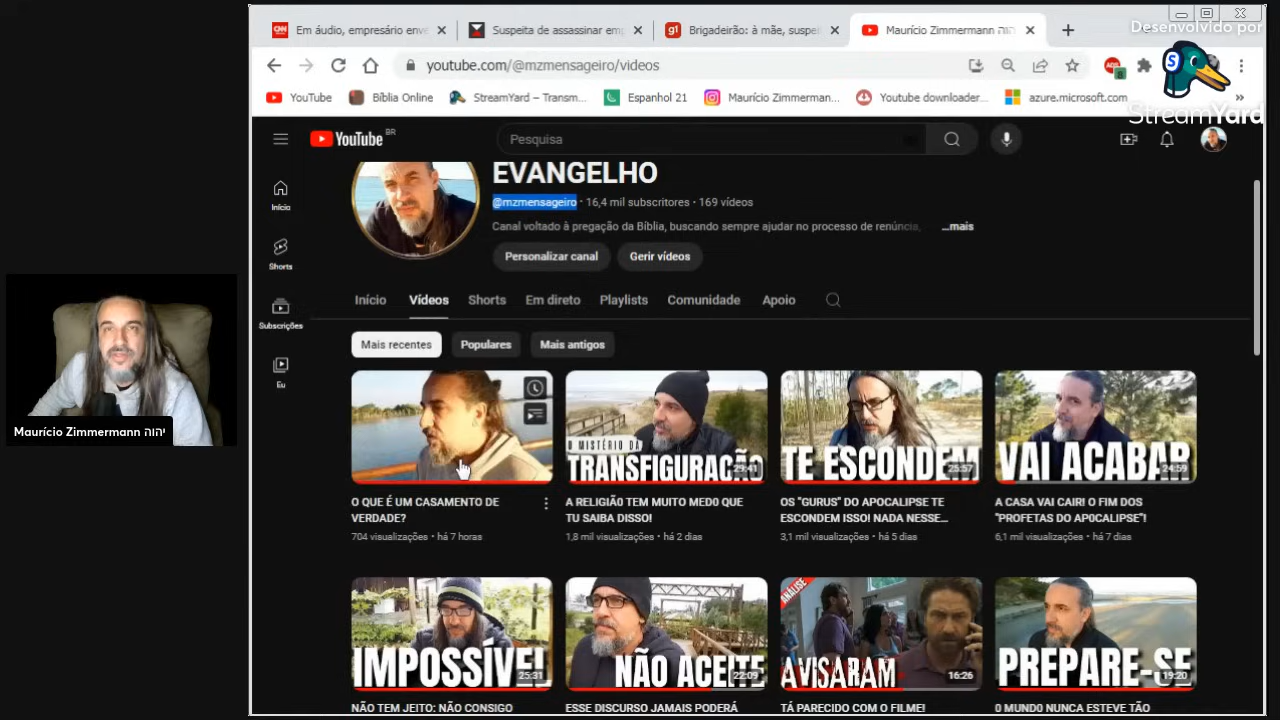 Em áudio, empresário enve
Suspeita de assassinar emp
g1
Brigadeirão: à mãe, suspei
Maurício Zimmermann יהוה
Desenvolvido por
youtube.com/@mzmensageiro/videos
YouTube
Bíblia Online
StreamYard – Transm...
Espanhol 21
Maurício Zimmerman...
Youtube downloader...
azure.microsoft.com
StreamYard
YouTube BR
Pesquisa
EVANGELHO
@mzmensageiro · 16,4 mil subscritores · 169 vídeos
Canal voltado à pregação da Bíblia, buscando sempre ajudar no processo de renúncia, ...mais
Personalizar canal
Gerir vídeos
Início
Shorts
Subscrições
Eu
Início
Vídeos
Shorts
Em direto
Playlists
Comunidade
Apoio
Mais recentes
Populares
Mais antigos
O QUE É UM CASAMENTO DE
VERDADE?
704 visualizações • há 7 horas
O MISTÉRIO DA
TRANSFIGURAÇÃO
29:41
A RELIGIÃO TEM MUITO MEDO QUE
TU SAIBA DISSO!
1,8 mil visualizações • há 2 dias
TE ESCONDEM
25:57
OS "GURUS" DO APOCALIPSE TE
ESCONDEM ISSO! NADA NESSE...
3,1 mil visualizações • há 5 dias
VAI ACABAR
24:59
A CASA VAI CAIR! O FIM DOS
"PROFETAS DO APOCALIPSE"!
6,1 mil visualizações • há 7 dias
Maurício Zimmermann יהוה
IMPOSSÍVEL
25:31
NÃO TEM JEITO: NÃO CONSIGO
NÃO ACEITE
22:09
ESSE DISCURSO JAMAIS PODERÁ
ANÁLISE
AVISARAM
16:26
TÁ PARECIDO COM O FILME!
PREPARE-SE
19:20
O MUNDO NUNCA ESTEVE TÃO